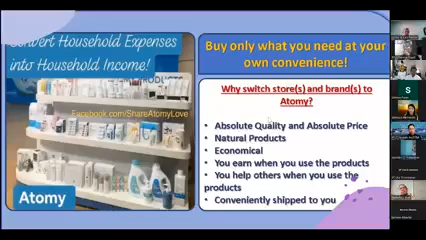 Convert Household Expenses
into Household Income!
Facebook.com/ShareAtomyLove
Atomy
Buy only what you need at your
own convenience!
Why switch store(s) and brand(s) to
Atomy?
• Absolute Quality and Absolute Price
• Natural Products
• Economical
• You earn when you use the products
• You help others when you use the
products
• Conveniently shipped to you